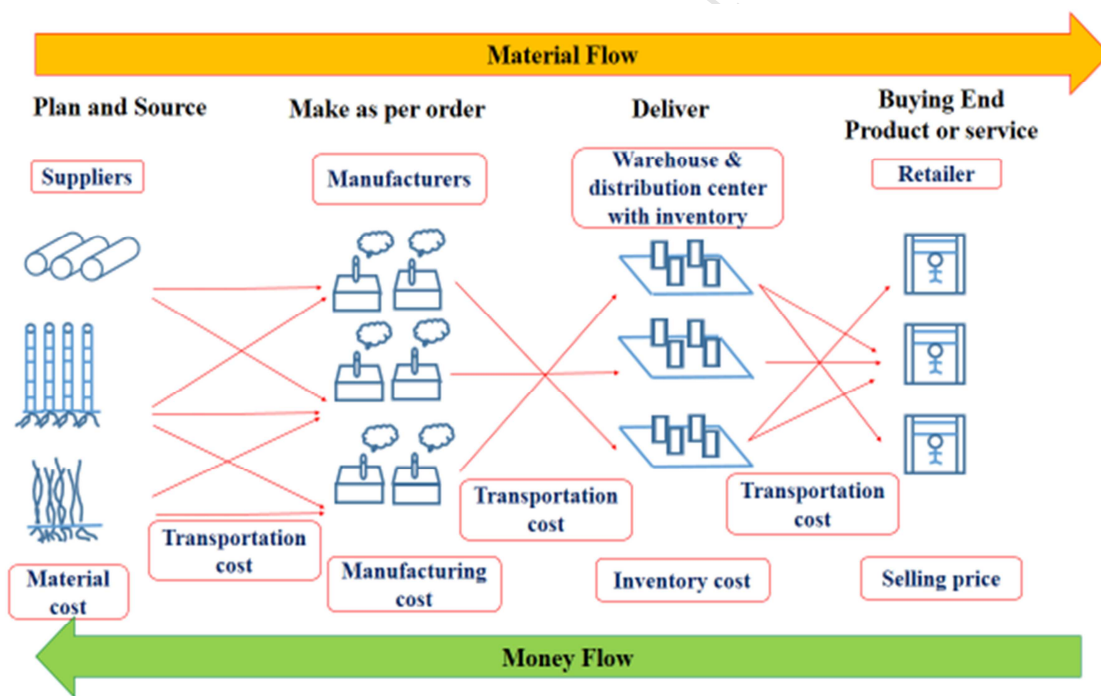 Material Flow
Plan and Source
Make as per order
Deliver
Buying End
Product or service
Suppliers
Manufacturers
Warehouse &
distribution center
with inventory
Retailer
Transportation
cost
Transportation
cost
Transportation
cost
Material
cost
Manufacturing
cost
Inventory cost
Selling price
Money Flow